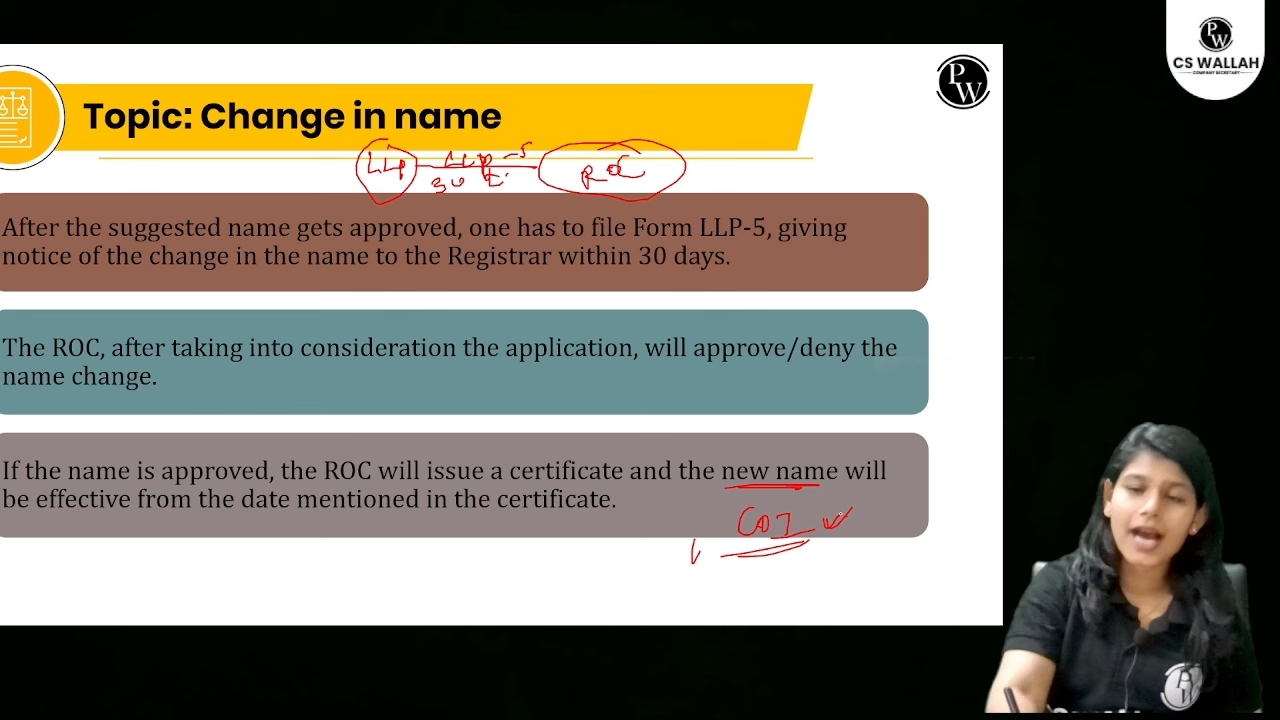 PW
CS WALLAH
COMPANY SECRETARY
PW
Topic: Change in name
LLP LLP-5 ROC
30
After the suggested name gets approved, one has to file Form LLP-5, giving
notice of the change in the name to the Registrar within 30 days.
The ROC, after taking into consideration the application, will approve/deny the
name change.
If the name is approved, the ROC will issue a certificate and the new name will
be effective from the date mentioned in the certificate.
COI
PW